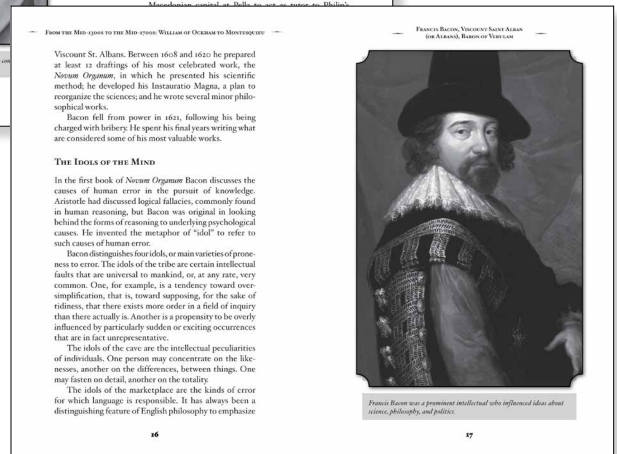 Macedonian capital at Pella to act as tutor to Philip's
From the Mid-1300s to the Mid-1700s: William of Ockham to Montesquieu
Viscount St. Albans. Between 1608 and 1620 he prepared
at least 12 draftings of his most celebrated work, the
Novum Organum, in which he presented his scientific
method; he developed his Instauratio Magna, a plan to
reorganize the sciences; and he wrote several minor philo-
sophical works.
Bacon fell from power in 1621, following his being
charged with bribery. He spent his final years writing what
are considered some of his most valuable works.
The Idols of the Mind
In the first book of Novum Organum Bacon discusses the
causes of human error in the pursuit of knowledge.
Aristotle had discussed logical fallacies, commonly found
in human reasoning, but Bacon was original in looking
behind the forms of reasoning to underlying psychological
causes. He invented the metaphor of “idol” to refer to
such causes of human error.
Bacon distinguishes four idols, or main varieties of prone-
ness to error. The idols of the tribe are certain intellectual
faults that are universal to mankind, or, at any rate, very
common. One, for example, is a tendency toward over-
simplification, that is, toward supposing, for the sake of
tidiness, that there exists more order in a field of inquiry
than there actually is. Another is a propensity to be overly
influenced by particularly sudden or exciting occurrences
that are in fact unrepresentative.
The idols of the cave are the intellectual peculiarities
of individuals. One person may concentrate on the like-
nesses, another on the differences, between things. One
may fasten on detail, another on the totality.
The idols of the marketplace are the kinds of error
for which language is responsible. It has always been a
distinguishing feature of English philosophy to emphasize
16
Francis Bacon, Viscount Saint Alban
(or Albans), Baron of Verulam
Francis Bacon was a prominent intellectual who influenced ideas about
science, philosophy, and politics.
17